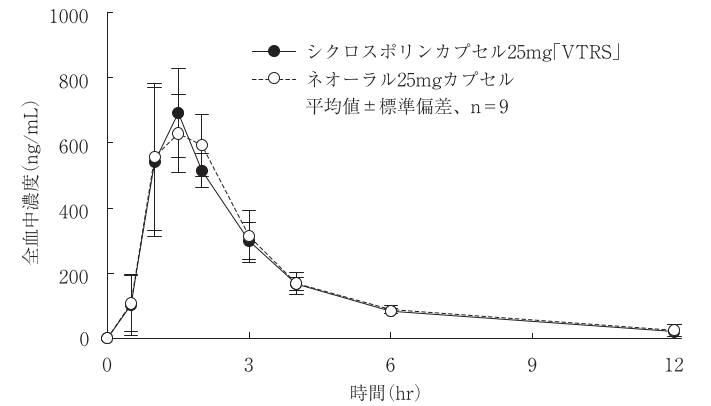 1000
800
600
400
200
0
全血中濃度(ng/mL)
シクロスポリンカプセル25mg「VTRS」
ネオーラル25mgカプセル
平均値±標準偏差、n=9
0 3 6 9 12
時間(hr)